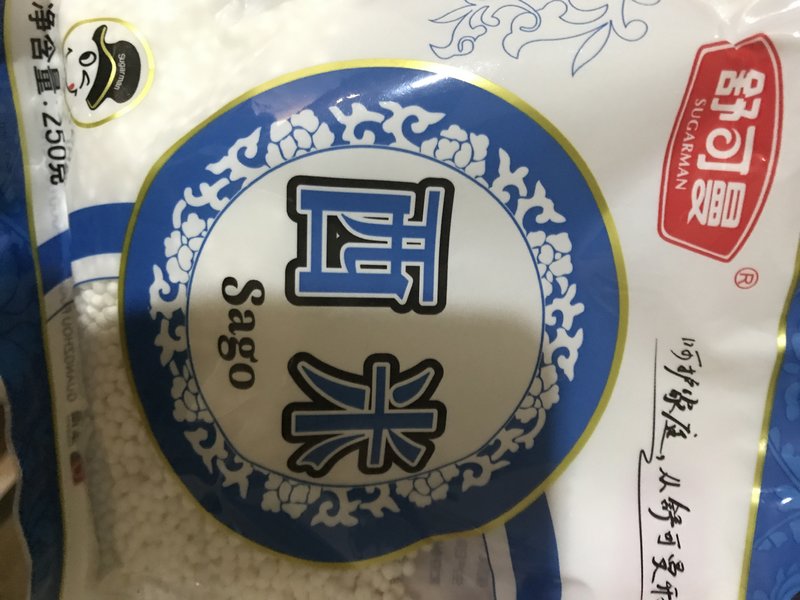 舒可曼
SUGARMAN
®
呵护家庭，从舒可曼开
西米
Sago
sugarman
净含量:250克